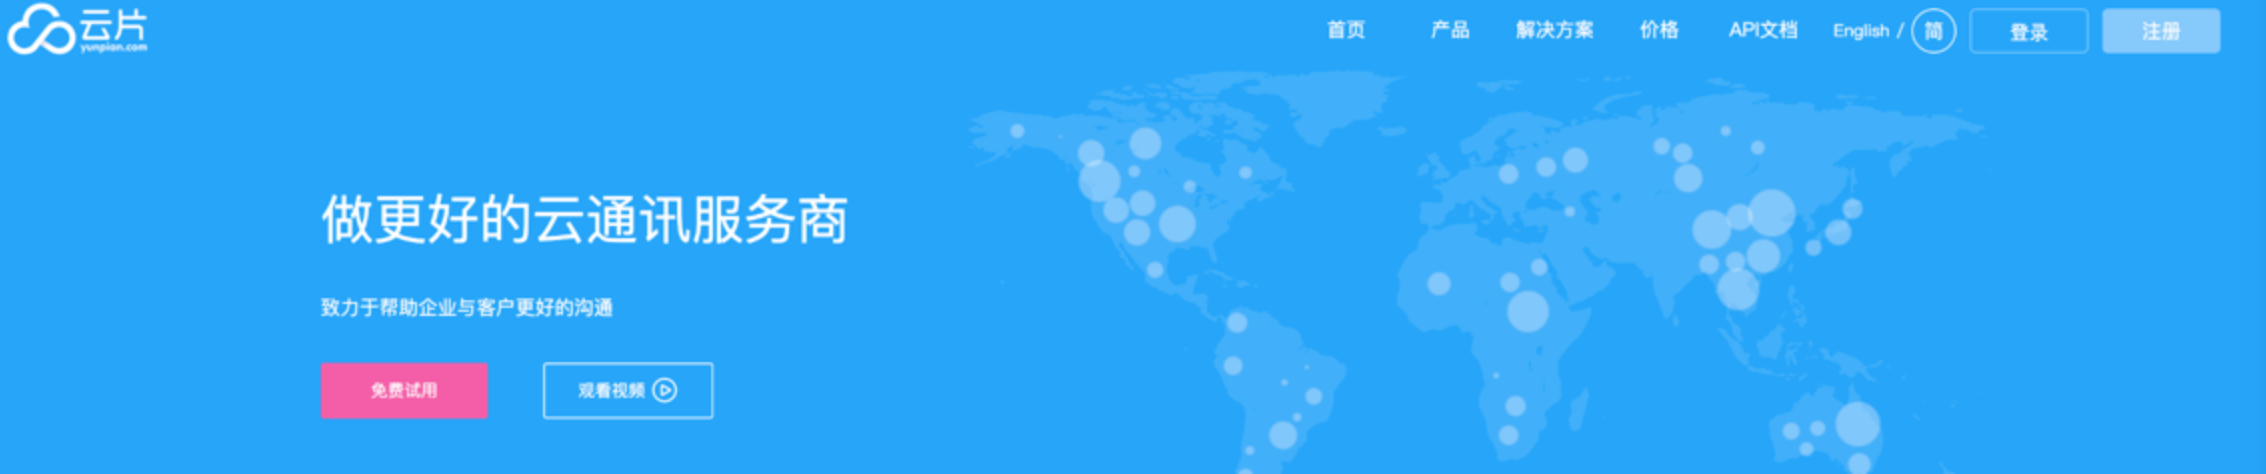 云片
yunpian.com
首页 产品 解决方案 价格 API文档 English / 简 登录 注册
做更好的云通讯服务商
致力于帮助企业与客户更好的沟通
免费试用 观看视频